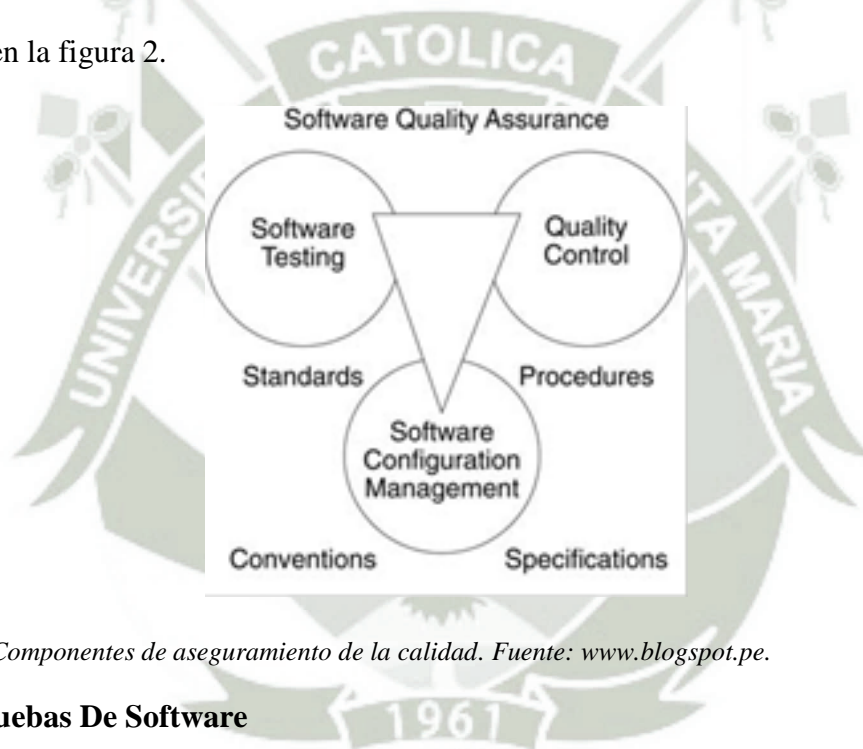 en la figura 2.
CATOLICA
Software Quality Assurance
Software
Testing
Quality
Control
Standards
Procedures
Software
Configuration
Management
Conventions
Specifications
Componentes de aseguramiento de la calidad. Fuente: www.blogspot.pe.
uebas De Software
1961